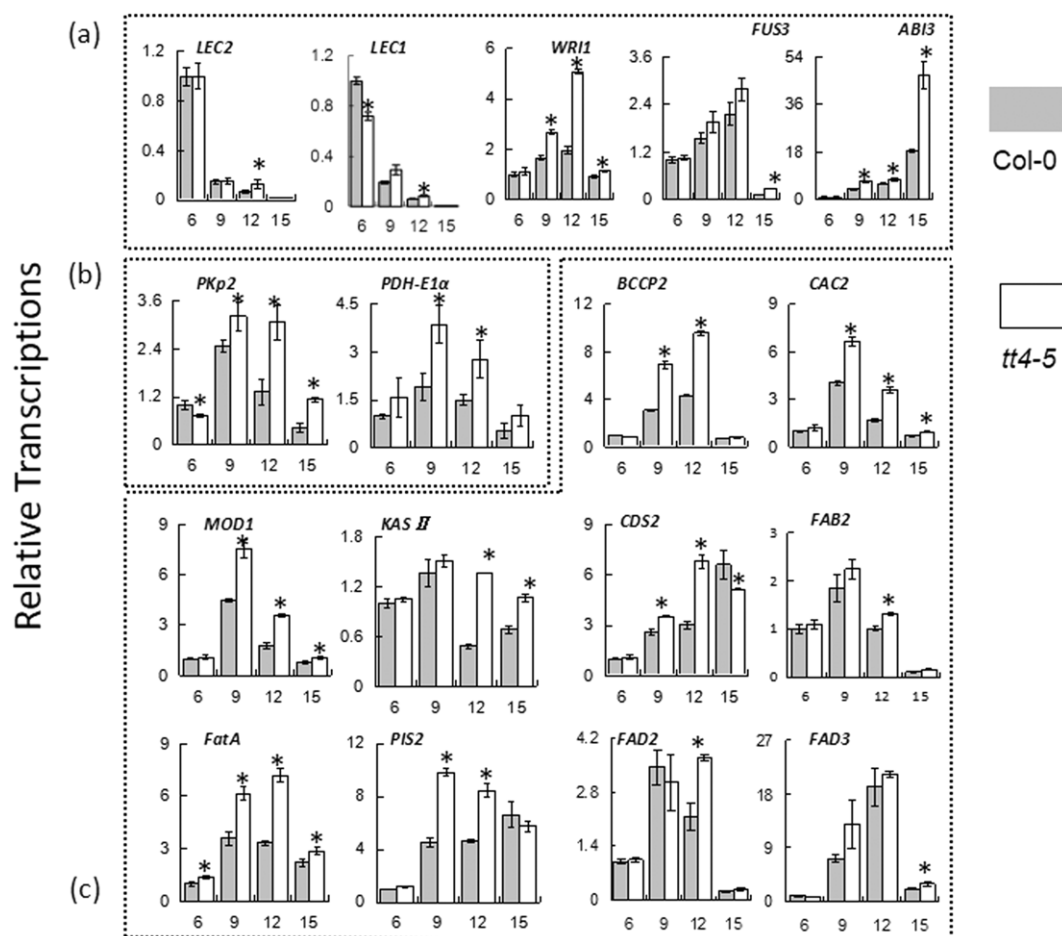 (a)
LEC2 LEC1 WRI1 FUS3 ABI3
1.2 0.8 0.4 0
1.2 0.8 0.4 0
6 4 2 0
3.6 2.4 1.2 0
54 36 18 0
* * * * * * * * * *
6 9 12 15
6 9 12 15
6 9 12 15
6 9 12 15
6 9 12 15
Col-0
tt4-5
Relative Transcriptions
(b)
PKp2 PDH-E1α BCCP2 CAC2
3.6 2.4 1.2 0
4.5 3 1.5 0
12 8 4 0
9 6 3 0
* * * * * * * * * * *
6 9 12 15
6 9 12 15
6 9 12 15
6 9 12 15
MOD1 KAS II CDS2 FAB2
9 6 3 0
1.8 1.2 0.6 0
9 6 3 0
3 2 1 0
* * * * * * * * *
6 9 12 15
6 9 12 15
6 9 12 15
6 9 12 15
(c)
FatA PIS2 FAD2 FAD3
9 6 3 0
12 8 4 0
4.2 2.8 1.4 0
27 18 9 0
* * * * * * * *
6 9 12 15
6 9 12 15
6 9 12 15
6 9 12 15